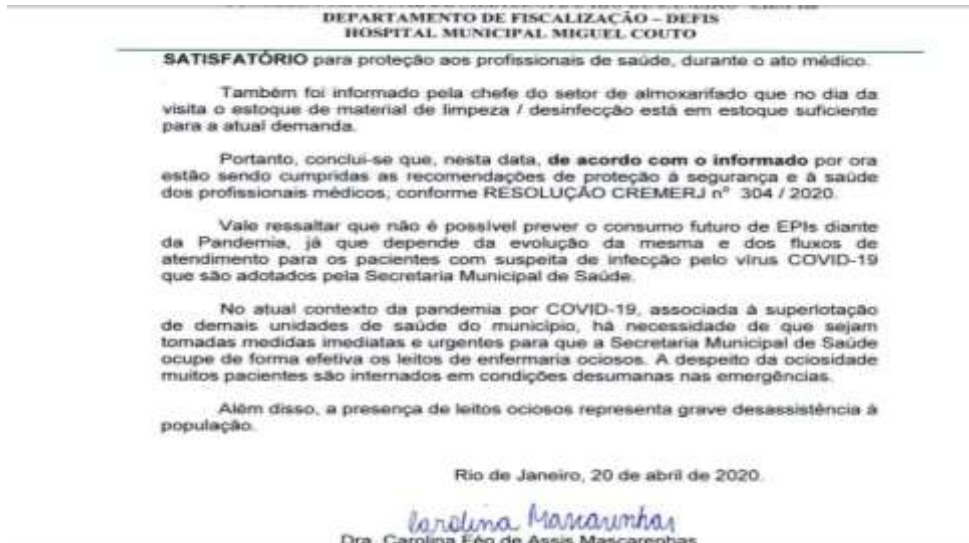 DEPARTAMENTO DE FISCALIZAÇÃO – DEFIS
HOSPITAL MUNICIPAL MIGUEL COUTO
SATISFATÓRIO para proteção aos profissionais de saúde, durante o ato médico.
Também foi informado pela chefe do setor de almoxarifado que no dia da
visita o estoque de material de limpeza / desinfecção está em estoque suficiente
para a atual demanda.
Portanto, conclui-se que, nesta data, de acordo com o informado por ora
estão sendo cumpridas as recomendações de proteção à segurança e à saúde
dos profissionais médicos, conforme RESOLUÇÃO CREMERJ nº 304 / 2020.
Vale ressaltar que não é possível prever o consumo futuro de EPIs diante
da Pandemia, já que depende da evolução da mesma e dos fluxos de
atendimento para os pacientes com suspeita de infecção pelo vírus COVID-19
que são adotados pela Secretaria Municipal de Saúde.
No atual contexto da pandemia por COVID-19, associada à superlotação
de demais unidades de saúde do município, há necessidade de que sejam
tomadas medidas imediatas e urgentes para que a Secretaria Municipal de Saúde
ocupe de forma efetiva os leitos de enfermaria ociosos. A despeito da ociosidade
muitos pacientes são internados em condições desumanas nas emergências.
Além disso, a presença de leitos ociosos representa grave desassistência à
população.
Rio de Janeiro, 20 de abril de 2020.
Carolina Mascarenhas
Dra. Carolina Féo de Assis Mascarenhas